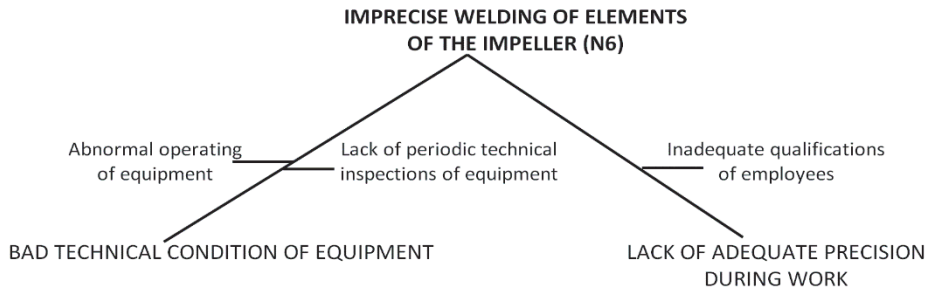 IMPRECISE WELDING OF ELEMENTS
OF THE IMPELLER (N6)
Abnormal operating
of equipment
Lack of periodic technical
inspections of equipment
Inadequate qualifications
of employees
BAD TECHNICAL CONDITION OF EQUIPMENT
LACK OF ADEQUATE PRECISION
DURING WORK